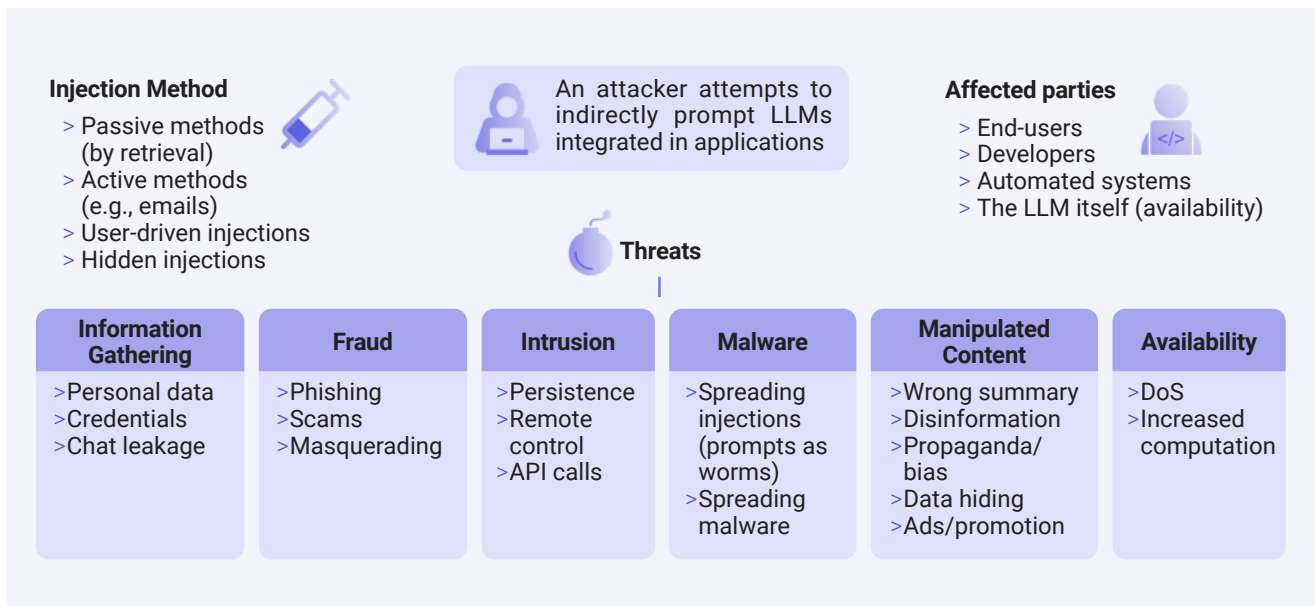 Injection Method
> Passive methods
(by retrieval)
> Active methods
(e.g., emails)
> User-driven injections
> Hidden injections
An attacker attempts to
indirectly prompt LLMs
integrated in applications
Affected parties
> End-users
> Developers
> Automated systems
> The LLM itself (availability)
</>
Threats
Information
Gathering
>Personal data
>Credentials
>Chat leakage
Fraud
>Phishing
>Scams
>Masquerading
Intrusion
>Persistence
>Remote
control
>API calls
Malware
>Spreading
injections
(prompts as
worms)
>Spreading
malware
Manipulated
Content
>Wrong summary
>Disinformation
>Propaganda/
bias
>Data hiding
>Ads/promotion
Availability
>DoS
>Increased
computation